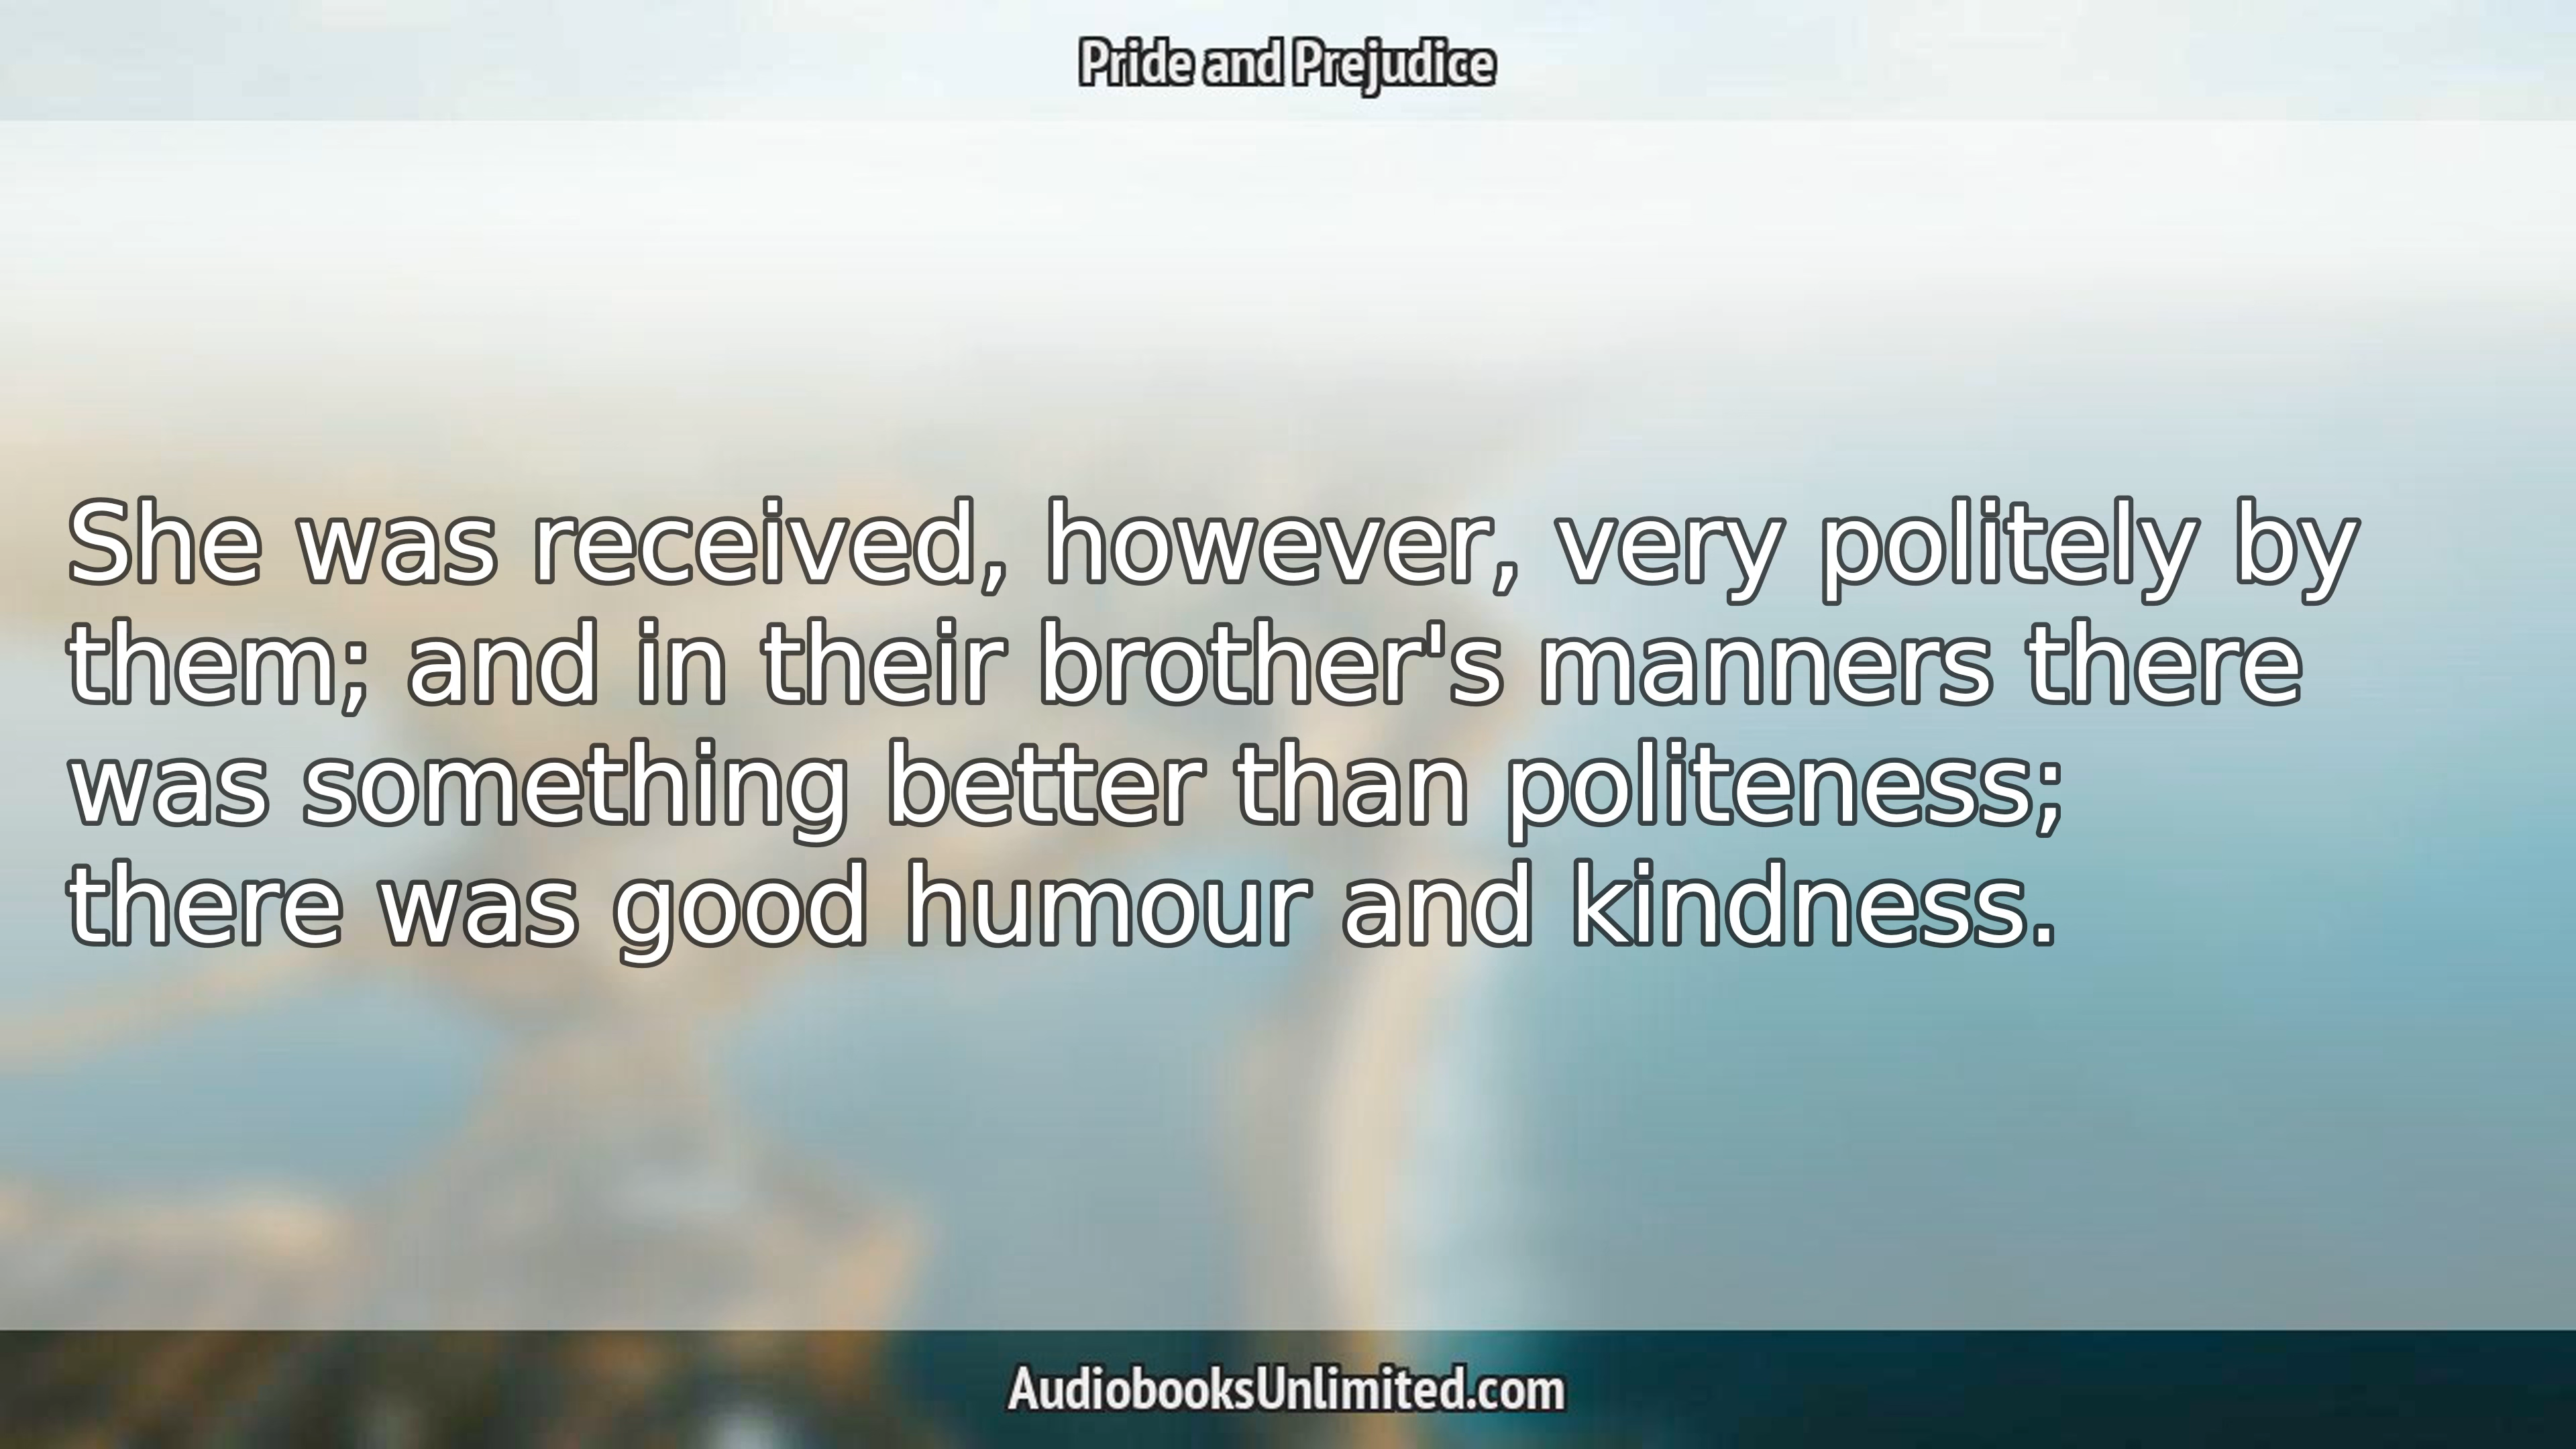 Pride and Prejudice
She was received, however, very politely by
them; and in their brother's manners there
was something better than politeness;
there was good humour and kindness.
AudiobooksUnlimited.com